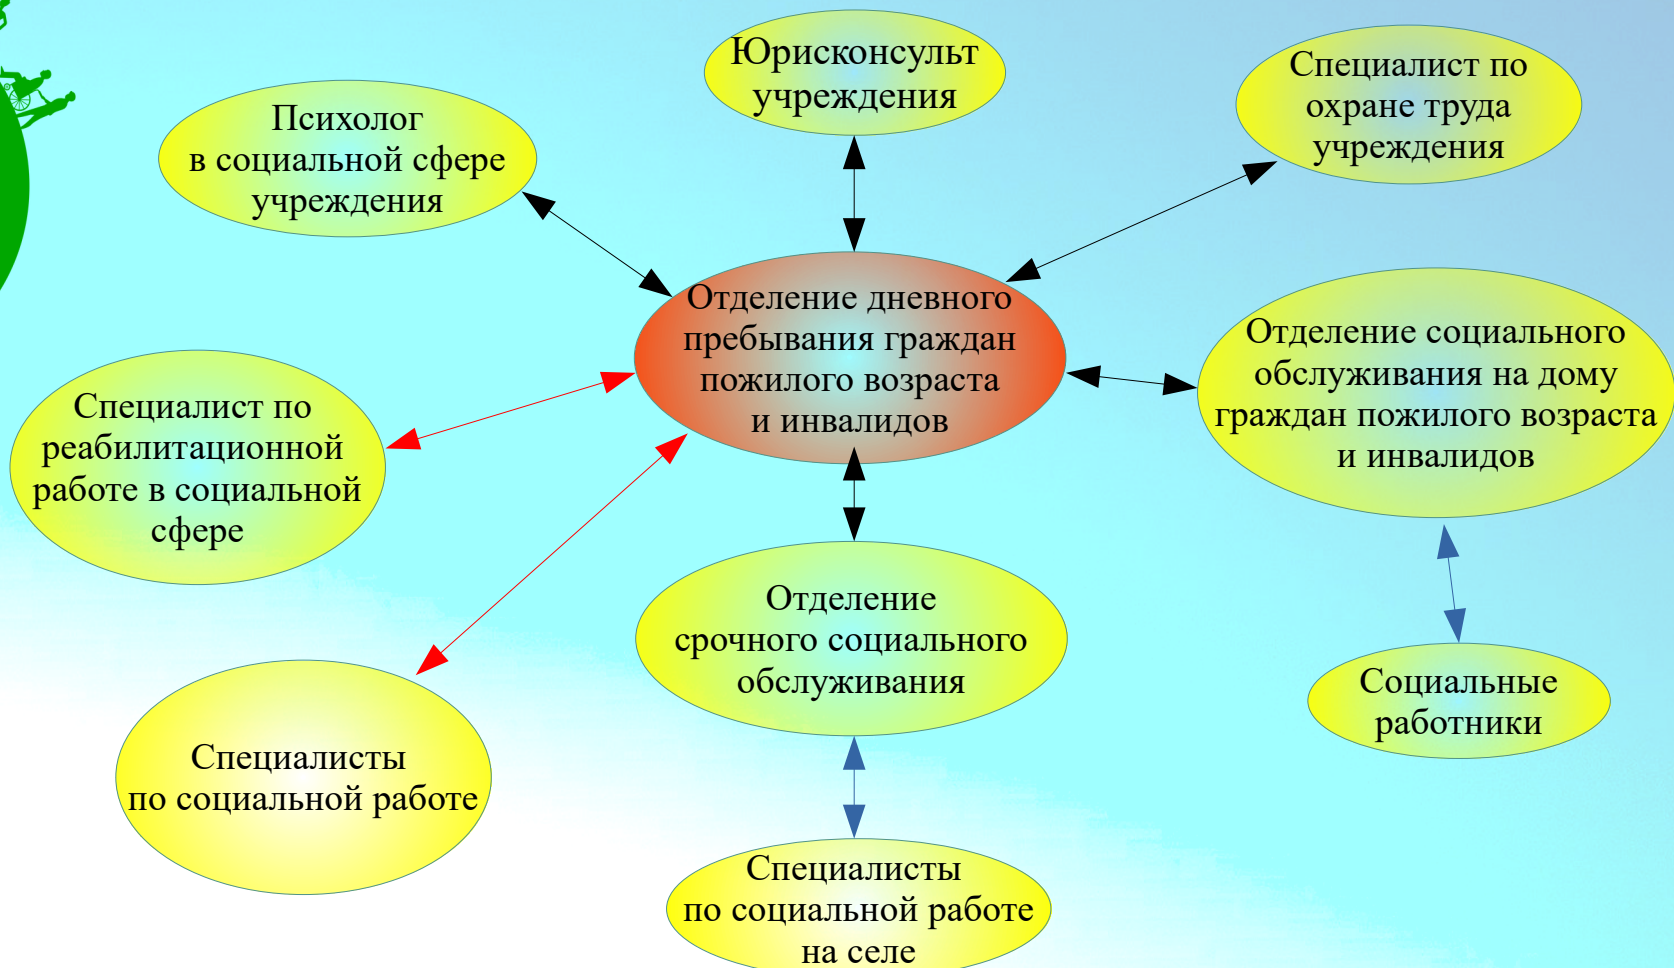 Юрисконсульт
учреждения
Специалист по
охране труда
учреждения
Психолог
в социальной сфере
учреждения
Отделение дневного
пребывания граждан
пожилого возраста
и инвалидов
Отделение социального
обслуживания на дому
граждан пожилого возраста
и инвалидов
Специалист по
реабилитационной
работе в социальной
сфере
Отделение
срочного социального
обслуживания
Социальные
работники
Специалисты
по социальной работе
Специалисты
по социальной работе
на селе